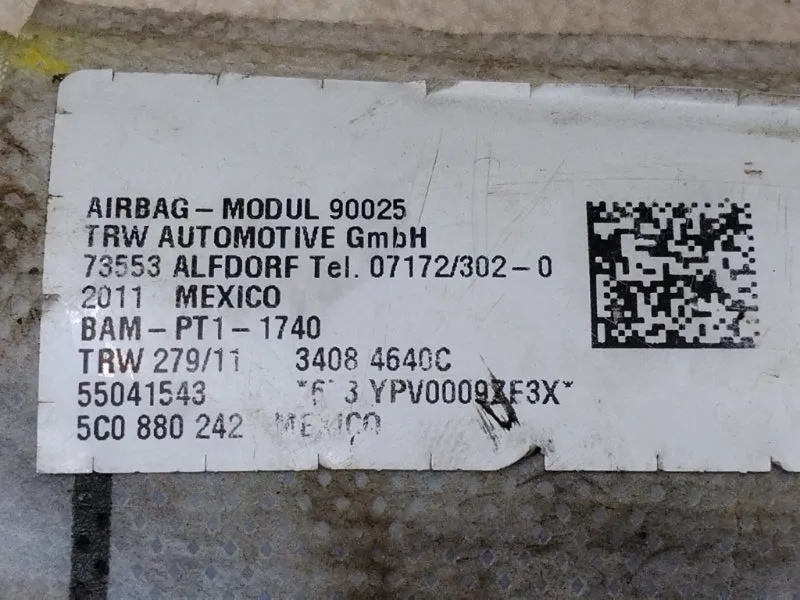 AIRBAG - MODUL 90025
TRW AUTOMOTIVE GmbH
73553 ALFDORF Tel. 07172/302 - 0
2011 MEXICO
BAM - PT1 - 1740
TRW 279/11 3408 4640C
55041543
5C0 880 242 MEXICO